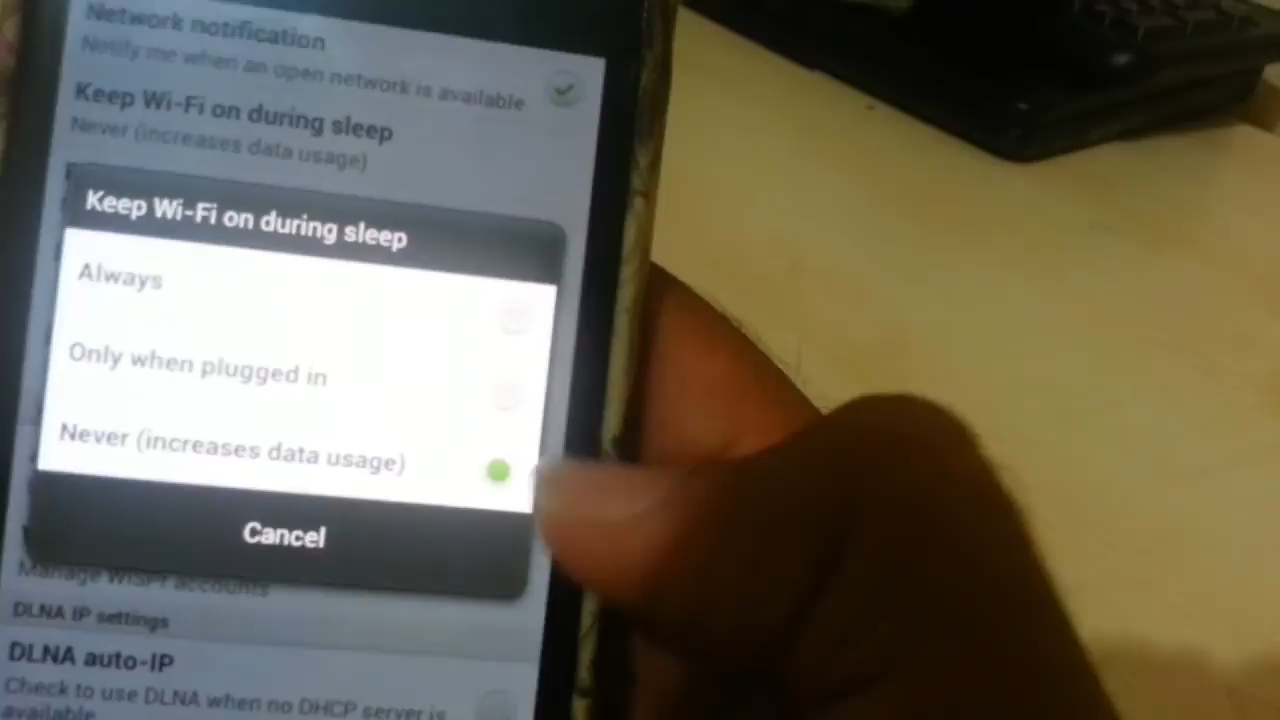 Network notification
Notify me when an open network is available
Keep Wi-Fi on during sleep
Never (increases data usage)
Keep Wi-Fi on during sleep
Always
Only when plugged in
Never (increases data usage)
Cancel
Manage WISPr accounts
DLNA IP settings
DLNA auto-IP
Check to use DLNA when no DHCP server is
available